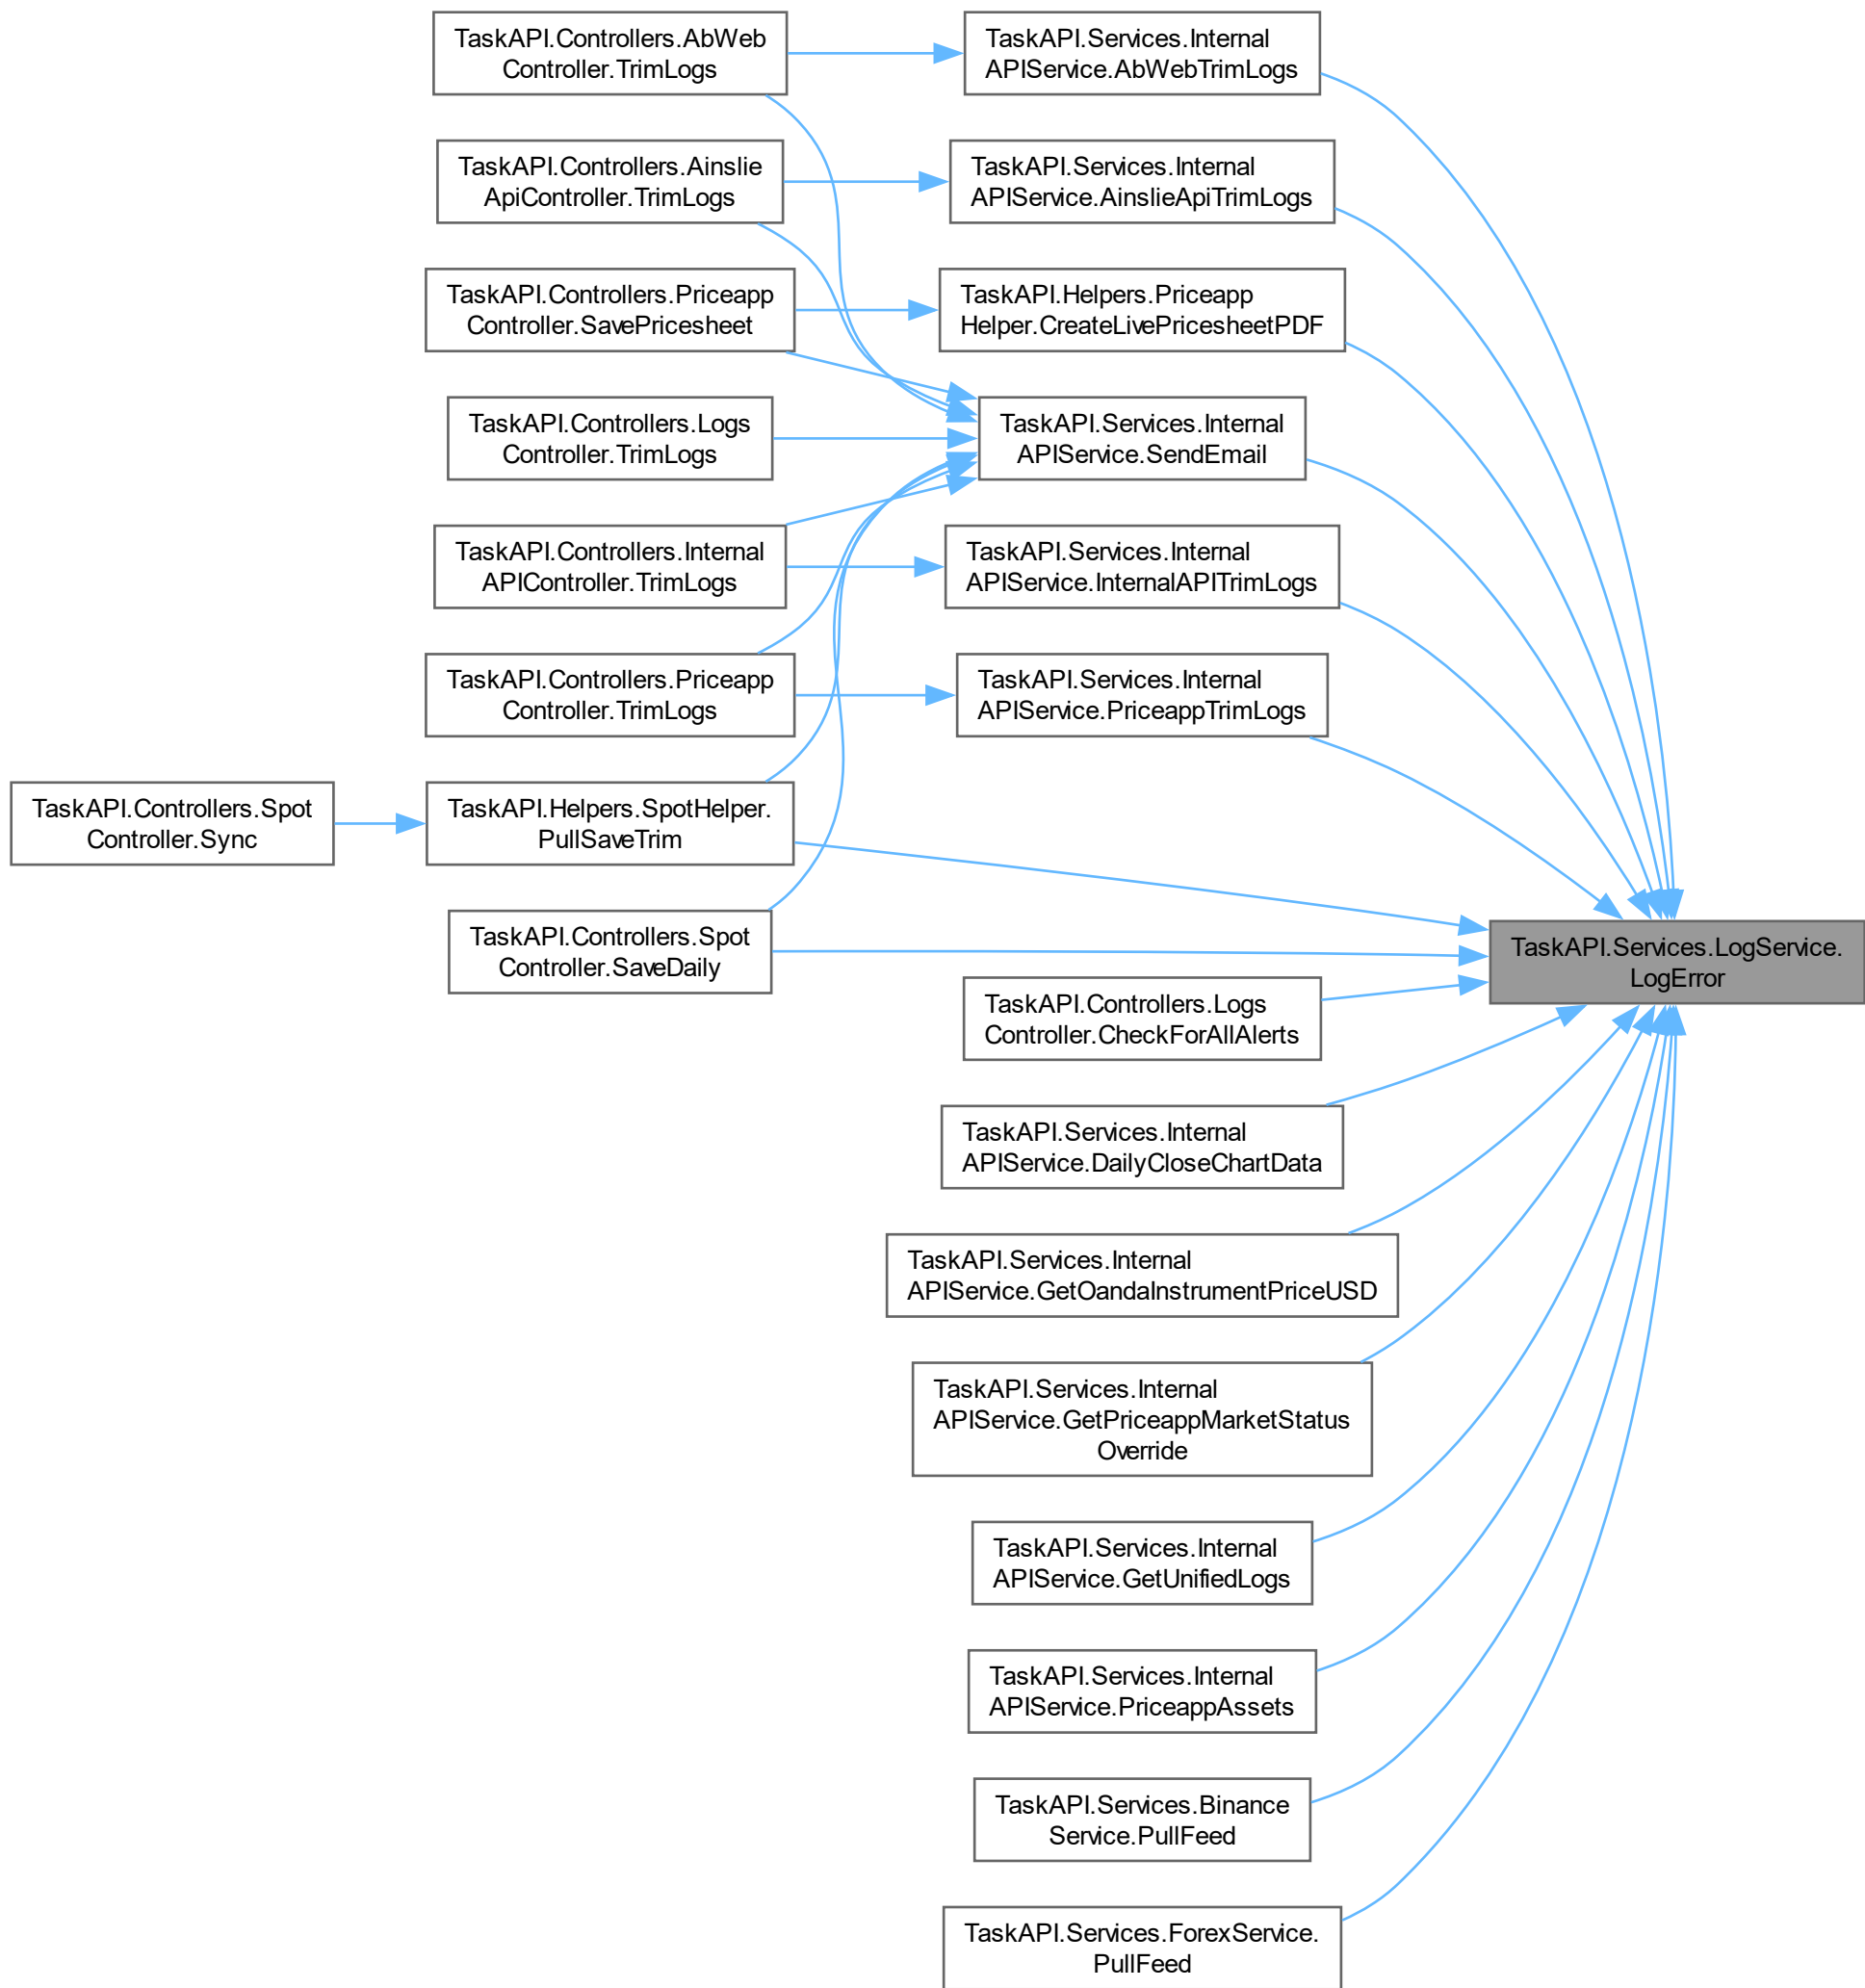 TaskAPI.Controllers.AbWeb
Controller.TrimLogs
TaskAPI.Services.Internal
APIService.AbWebTrimLogs
TaskAPI.Controllers.Ainslie
ApiController.TrimLogs
TaskAPI.Services.Internal
APIService.AinslieApiTrimLogs
TaskAPI.Controllers.Priceapp
Controller.SavePricesheet
TaskAPI.Helpers.Priceapp
Helper.CreateLivePricesheetPDF
TaskAPI.Controllers.Logs
Controller.TrimLogs
TaskAPI.Services.Internal
APIService.SendEmail
TaskAPI.Controllers.Internal
APIController.TrimLogs
TaskAPI.Services.Internal
APIService.InternalAPITrimLogs
TaskAPI.Controllers.Priceapp
Controller.TrimLogs
TaskAPI.Services.Internal
APIService.PriceappTrimLogs
TaskAPI.Controllers.Spot
Controller.Sync
TaskAPI.Helpers.SpotHelper.
PullSaveTrim
TaskAPI.Controllers.Spot
Controller.SaveDaily
TaskAPI.Services.LogService.
LogError
TaskAPI.Controllers.Logs
Controller.CheckForAllAlerts
TaskAPI.Services.Internal
APIService.DailyCloseChartData
TaskAPI.Services.Internal
APIService.GetOandaInstrumentPriceUSD
TaskAPI.Services.Internal
APIService.GetPriceappMarketStatus
Override
TaskAPI.Services.Internal
APIService.GetUnifiedLogs
TaskAPI.Services.Internal
APIService.PriceappAssets
TaskAPI.Services.Binance
Service.PullFeed
TaskAPI.Services.ForexService.
PullFeed